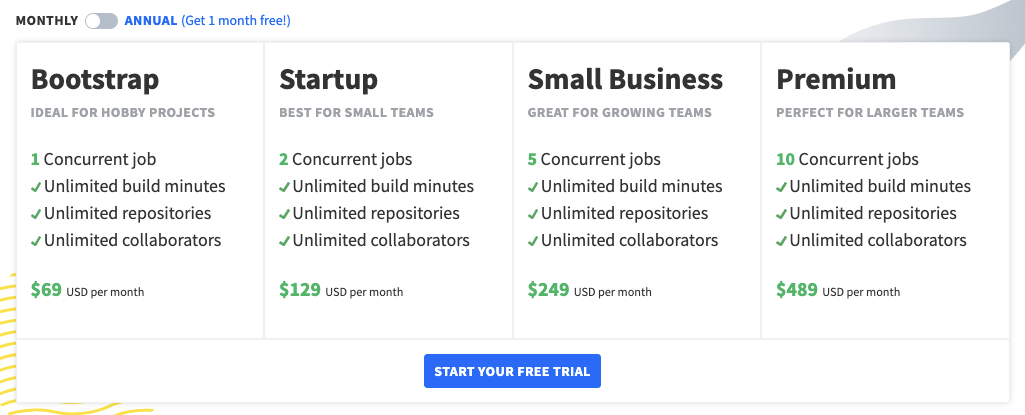 MONTHLY ANNUAL (Get 1 month free!)
Bootstrap
IDEAL FOR HOBBY PROJECTS
1 Concurrent job
Unlimited build minutes
Unlimited repositories
Unlimited collaborators
$69 USD per month
Startup
BEST FOR SMALL TEAMS
2 Concurrent jobs
Unlimited build minutes
Unlimited repositories
Unlimited collaborators
$129 USD per month
Small Business
GREAT FOR GROWING TEAMS
5 Concurrent jobs
Unlimited build minutes
Unlimited repositories
Unlimited collaborators
$249 USD per month
Premium
PERFECT FOR LARGER TEAMS
10 Concurrent jobs
Unlimited build minutes
Unlimited repositories
Unlimited collaborators
$489 USD per month
START YOUR FREE TRIAL